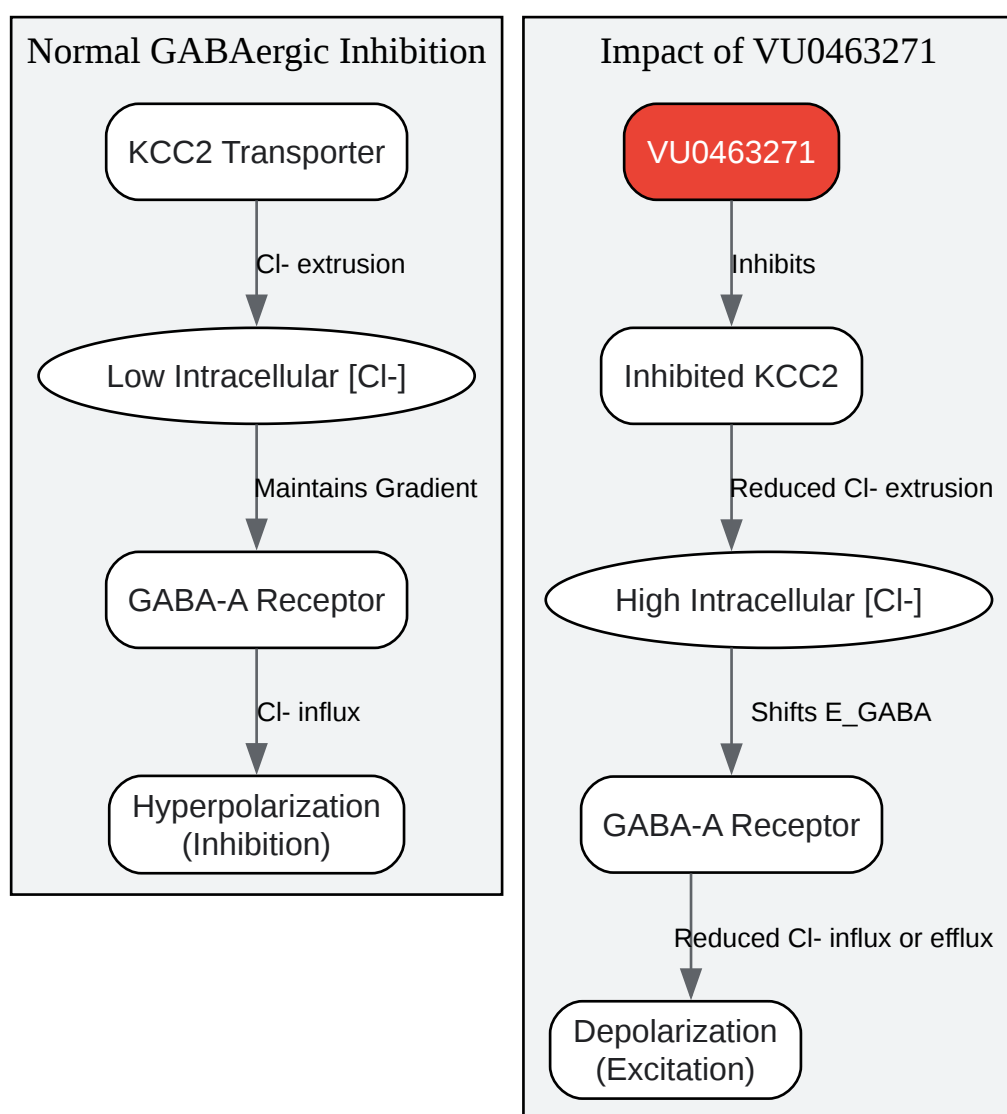 Normal GABAergic Inhibition
KCC2 Transporter
Cl- extrusion
Low Intracellular [Cl-]
Maintains Gradient
GABA-A Receptor
Cl- influx
Hyperpolarization
(Inhibition)
Impact of VU0463271
VU0463271
Inhibits
Inhibited KCC2
Reduced Cl- extrusion
High Intracellular [Cl-]
Shifts E_GABA
GABA-A Receptor
Reduced Cl- influx or efflux
Depolarization
(Excitation)